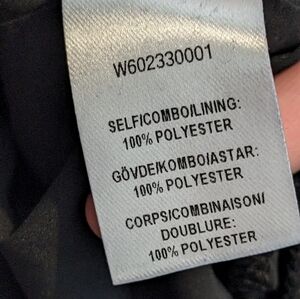 W602330001
SELF/COMBO/LINING:
100% POLYESTER
GÖVDE/KOMBO/ASTAR:
100% POLYESTER
CORPS/COMBINAISON/
DOUBLURE:
100% POLYESTER